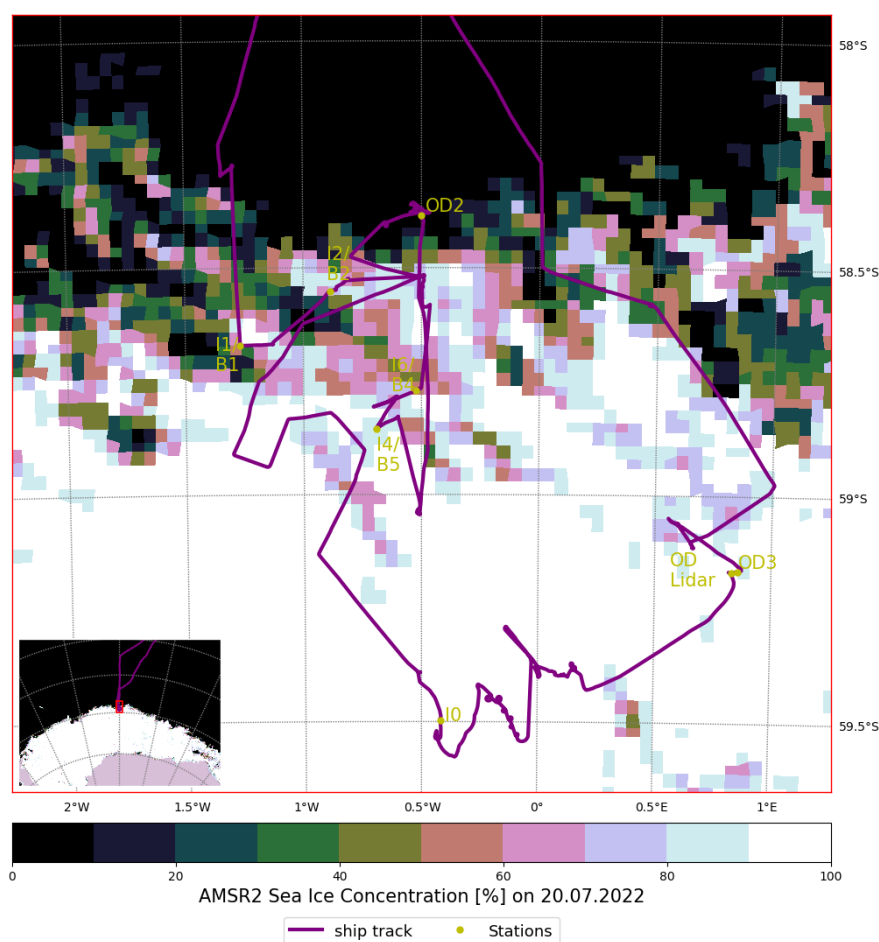 58°S
OD2
I2/
B2
58.5°S
I1/
B1
I6/
B4
I4/
B5
59°S
OD
Lidar
OD3
I0
59.5°S
2°W 1.5°W 1°W 0.5°W 0° 0.5°E 1°E
0 20 40 60 80 100
AMSR2 Sea Ice Concentration [%] on 20.07.2022
ship track Stations